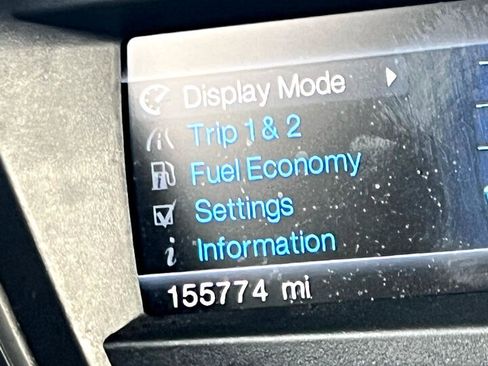 Display Mode
Trip 1 & 2
Fuel Economy
Settings
Information
155774 mi